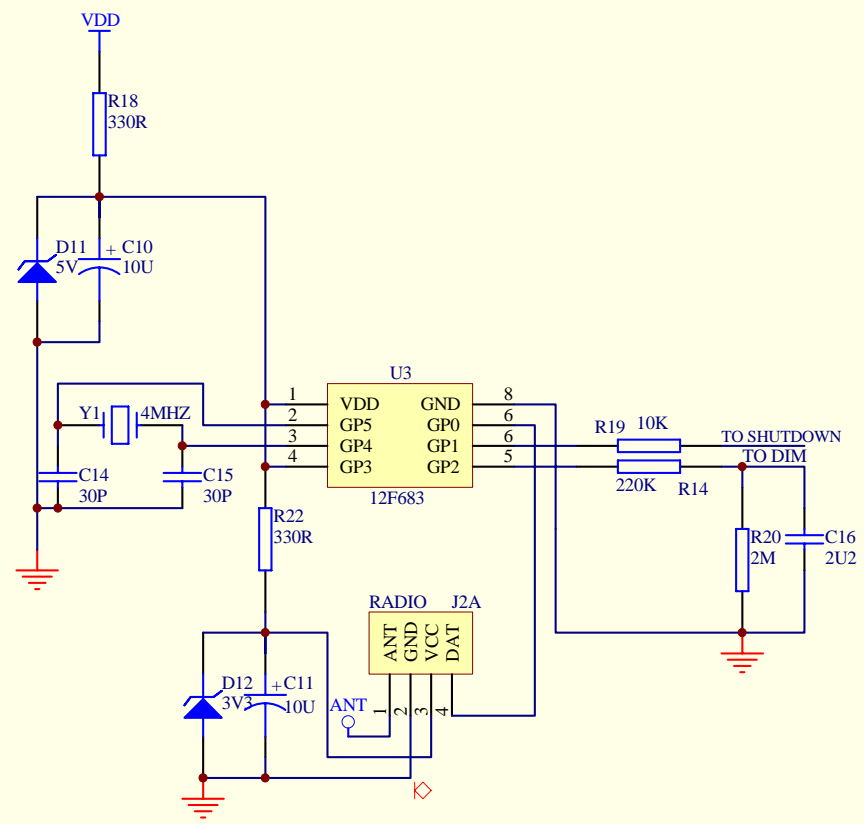 VDD
R18
330R
D11
5V
+
C10
10U
U3
1
VDD
GND
8
2
GP5
GP0
6
3
GP4
GP1
6
4
GP3
GP2
5
12F683
Y1
4MHZ
C14
30P
C15
30P
R19
10K
TO SHUTDOWN
TO DIM
220K
R14
R20
2M
C16
2U2
R22
330R
RADIO
J2A
ANT
GND
VCC
DAT
1
2
3
4
D12
3V3
+
C11
10U
ANT